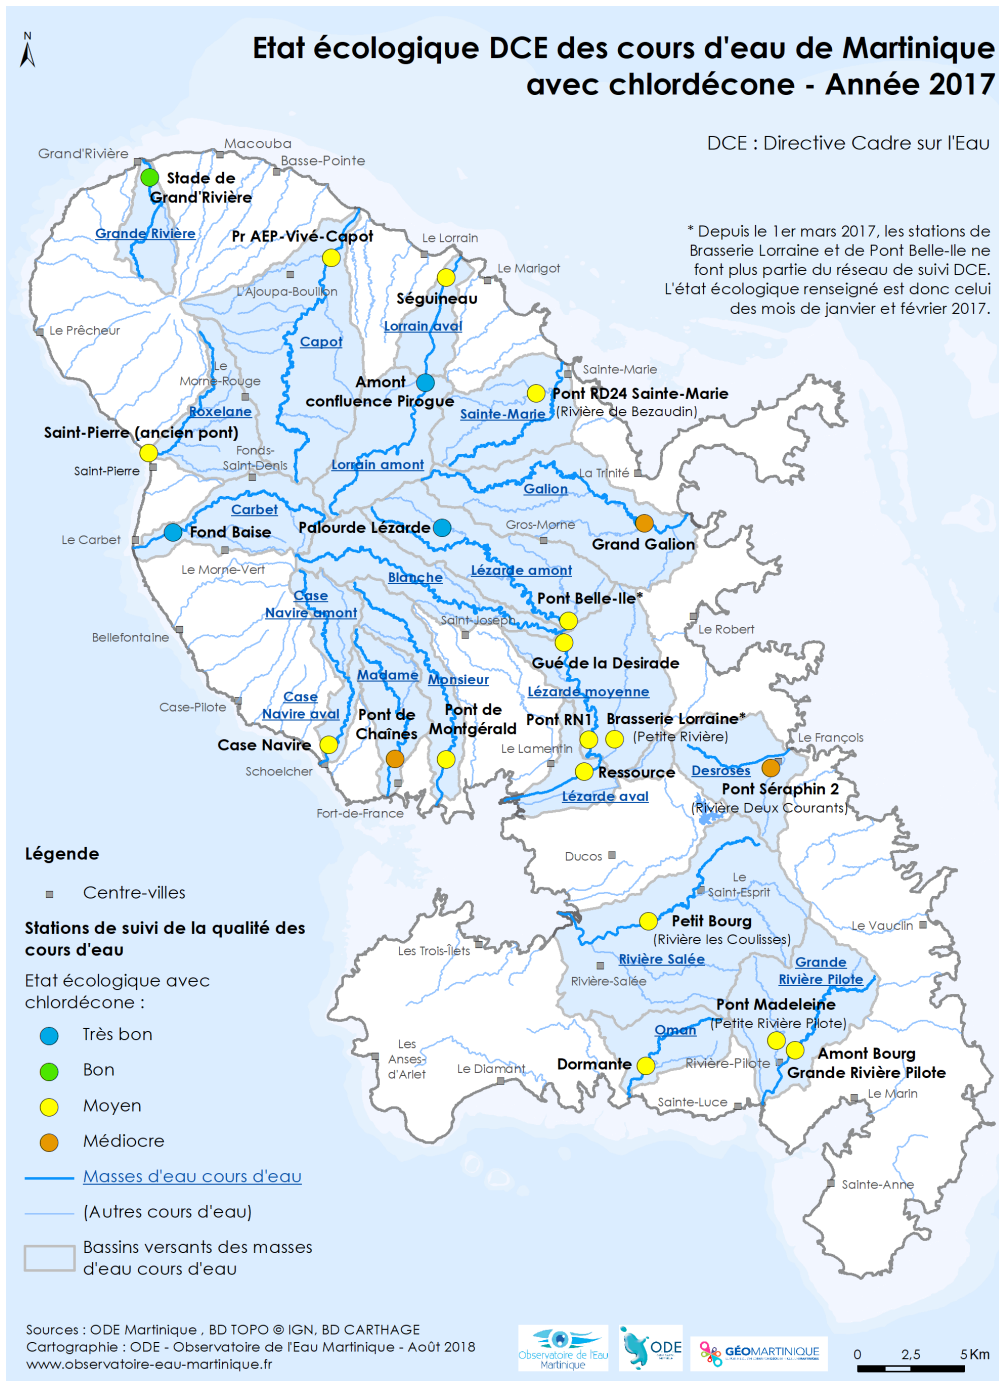 N
Etat écologique DCE des cours d'eau de Martinique
avec chlordécone - Année 2017
DCE : Directive Cadre sur l'Eau
* Depuis le 1er mars 2017, les stations de
Brasserie Lorraine et de Pont Belle-Ile ne
font plus partie du réseau de suivi DCE.
L'état écologique renseigné est donc celui
des mois de janvier et février 2017.
Grand'Rivière
Macouba
Basse-Pointe
Stade de
Grand'Rivière
Grande Rivière
Pr AEP-Vivé-Capot
Le Lorrain
Le Marigot
L'Ajoupa-Bouillon
Séguineau
Le Prêcheur
Lorrain aval
Capot
Le
Morne-Rouge
Sainte-Marie
Amont
confluence Pirogue
Pont RD24 Sainte-Marie
(Rivière de Bezaudin)
Roxelane
Sainte-Marie
Saint-Pierre (ancien pont)
Fonds-
Saint-Denis
Saint-Pierre
Lorrain amont
La Trinité
Galion
Carbet
Gros-Morne
Le Carbet
Fond Baise
Palourde Lézarde
Grand Galion
Le Morne-Vert
Blanche
Lézarde amont
Case
Navire amont
Pont Belle-Ile*
Saint-Joseph
Le Robert
Bellefontaine
Gué de la Desirade
Madame
Monsieur
Lézarde moyenne
Case
Navire aval
Case-Pilote
Pont de
Chaînes
Pont de
Montgérald
Pont RN1
Brasserie Lorraine*
(Petite Rivière)
Case Navire
Le Lamentin
Le François
Schoelcher
Ressource
Desroses
Pont Séraphin 2
(Rivière Deux Courants)
Lézarde aval
Fort-de-France
Ducos
Le
Saint-Esprit
Petit Bourg
(Rivière les Coulisses)
Le Vauclin
Les Trois-Îlets
Rivière Salée
Grande
Rivière Pilote
Rivière-Salée
Pont Madeleine
(Petite Rivière Pilote)
Oman
Les
Anses-
d'Arlet
Le Diamant
Dormante
Rivière-Pilote
Amont Bourg
Grande Rivière Pilote
Sainte-Luce
Le Marin
Sainte-Anne
Légende
Centre-villes
Stations de suivi de la qualité des
cours d'eau
Etat écologique avec
chlordécone :
Très bon
Bon
Moyen
Médiocre
Masses d'eau cours d'eau
(Autres cours d'eau)
Bassins versants des masses
d'eau cours d'eau
Sources : ODE Martinique , BD TOPO © IGN, BD CARTHAGE
Cartographie : ODE - Observatoire de l'Eau Martinique - Août 2018
www.observatoire-eau-martinique.fr
Observatoire de l'Eau
Martinique
ODE
GÉOMARTINIQUE
0 2,5 5 Km